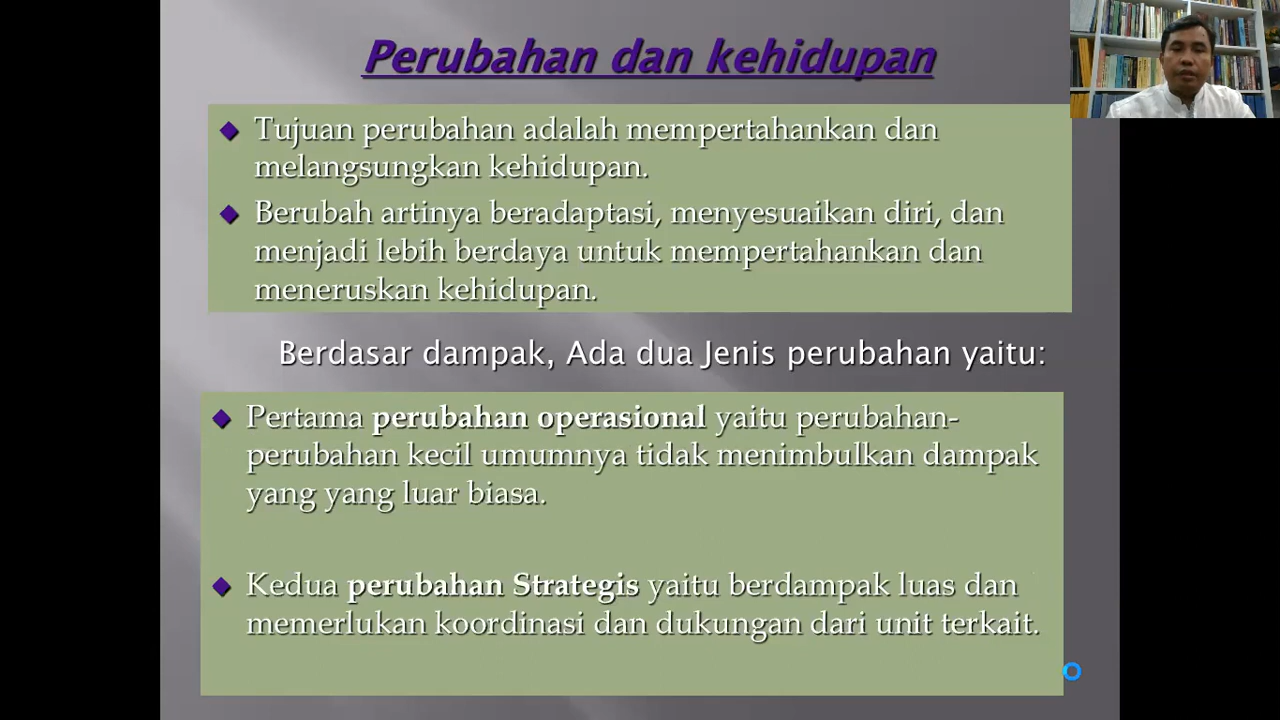 Perubahan dan kehidupan
Tujuan perubahan adalah mempertahankan dan
melangsungkan kehidupan.
Berubah artinya beradaptasi, menyesuaikan diri, dan
menjadi lebih berdaya untuk mempertahankan dan
meneruskan kehidupan.
Berdasar dampak, Ada dua Jenis perubahan yaitu:
Pertama perubahan operasional yaitu perubahan-
perubahan kecil umumnya tidak menimbulkan dampak
yang yang luar biasa.
Kedua perubahan Strategis yaitu berdampak luas dan
memerlukan koordinasi dan dukungan dari unit terkait.